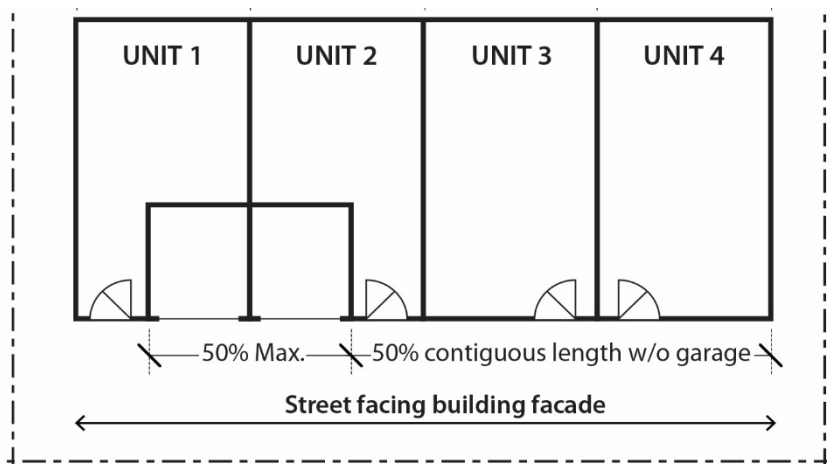 UNIT 1 UNIT 2 UNIT 3 UNIT 4
50% Max. 50% contiguous length w/o garage
Street facing building facade